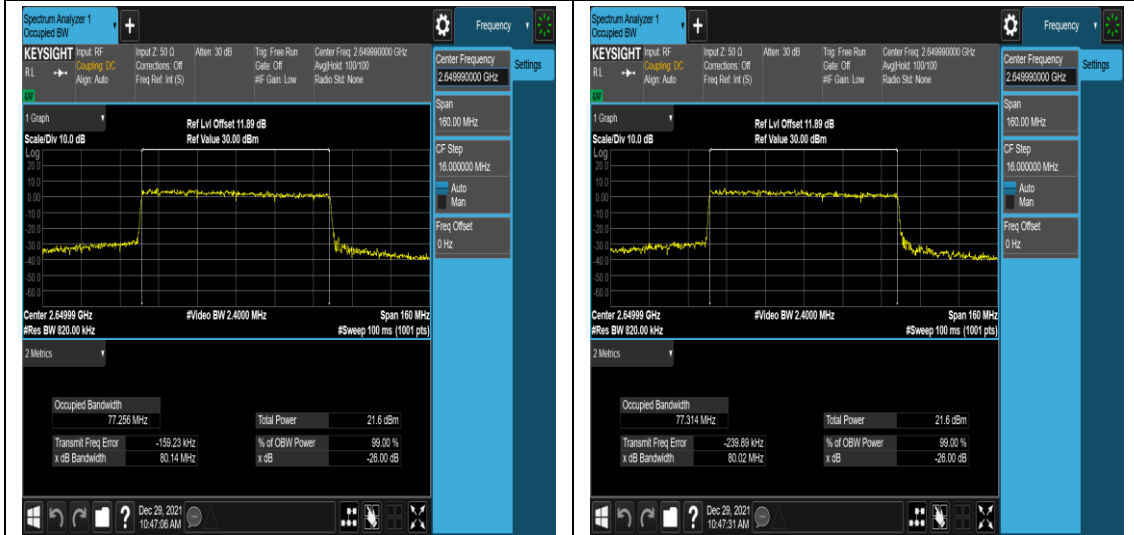 Spectrum Analyzer 1
Occupied BW
Frequency
KEYSIGHT Input: RF Input Z: 50 Ω Atten: 30 dB Trig: Free Run Center Freq: 2.649990000 GHz
RL Coupling: DC Corrections: Off Gate: Off Avg|Hold: 100/100
Align: Auto Freq Ref: Int (S) #IF Gain: Low Radio Std: None
Center Frequency
2.649990000 GHz
Settings
Span
160.00 MHz
CF Step
16.000000 MHz
Auto
Man
Freq Offset
0 Hz
1 Graph
Ref Lvl Offset 11.89 dB
Scale/Div 10.0 dB Ref Value 30.00 dBm
Log
20.0
10.0
0.00
-10.0
-20.0
-30.0
-40.0
-50.0
-60.0
Center 2.64999 GHz #Video BW 2.4000 MHz Span 160 MHz
#Res BW 820.00 kHz #Sweep 100 ms (1001 pts)
2 Metrics
Occupied Bandwidth
77.256 MHz Total Power 21.6 dBm
Transmit Freq Error -159.23 kHz % of OBW Power 99.00 %
x dB Bandwidth 80.14 MHz x dB -26.00 dB
?
Dec 29, 2021
10:47:06 AM
Spectrum Analyzer 1
Occupied BW
Frequency
KEYSIGHT Input: RF Input Z: 50 Ω Atten: 30 dB Trig: Free Run Center Freq: 2.649990000 GHz
RL Coupling: DC Corrections: Off Gate: Off Avg|Hold: 100/100
Align: Auto Freq Ref: Int (S) #IF Gain: Low Radio Std: None
Center Frequency
2.649990000 GHz
Settings
Span
160.00 MHz
CF Step
16.000000 MHz
Auto
Man
Freq Offset
0 Hz
1 Graph
Ref Lvl Offset 11.89 dB
Scale/Div 10.0 dB Ref Value 30.00 dBm
Log
20.0
10.0
0.00
-10.0
-20.0
-30.0
-40.0
-50.0
-60.0
Center 2.64999 GHz #Video BW 2.4000 MHz Span 160 MHz
#Res BW 820.00 kHz #Sweep 100 ms (1001 pts)
2 Metrics
Occupied Bandwidth
77.314 MHz Total Power 21.6 dBm
Transmit Freq Error -239.89 kHz % of OBW Power 99.00 %
x dB Bandwidth 80.02 MHz x dB -26.00 dB
?
Dec 29, 2021
10:47:31 AM